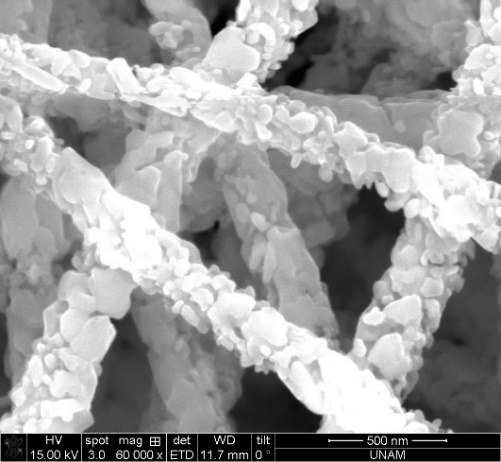 HV spot mag ⊞ det WD tilt 500 nm
15.00 kV 3.0 60 000 x ETD 11.7 mm 0 ° UNAM